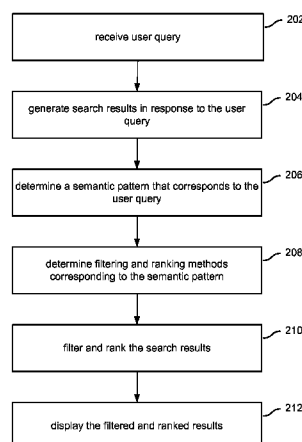 receive user query
202
generate search results in response to the user
query
204
determine a semantic pattern that corresponds to the
user query
206
determine filtering and ranking methods
corresponding to the semantic pattern
208
filter and rank the search results
210
display the filtered and ranked results
212